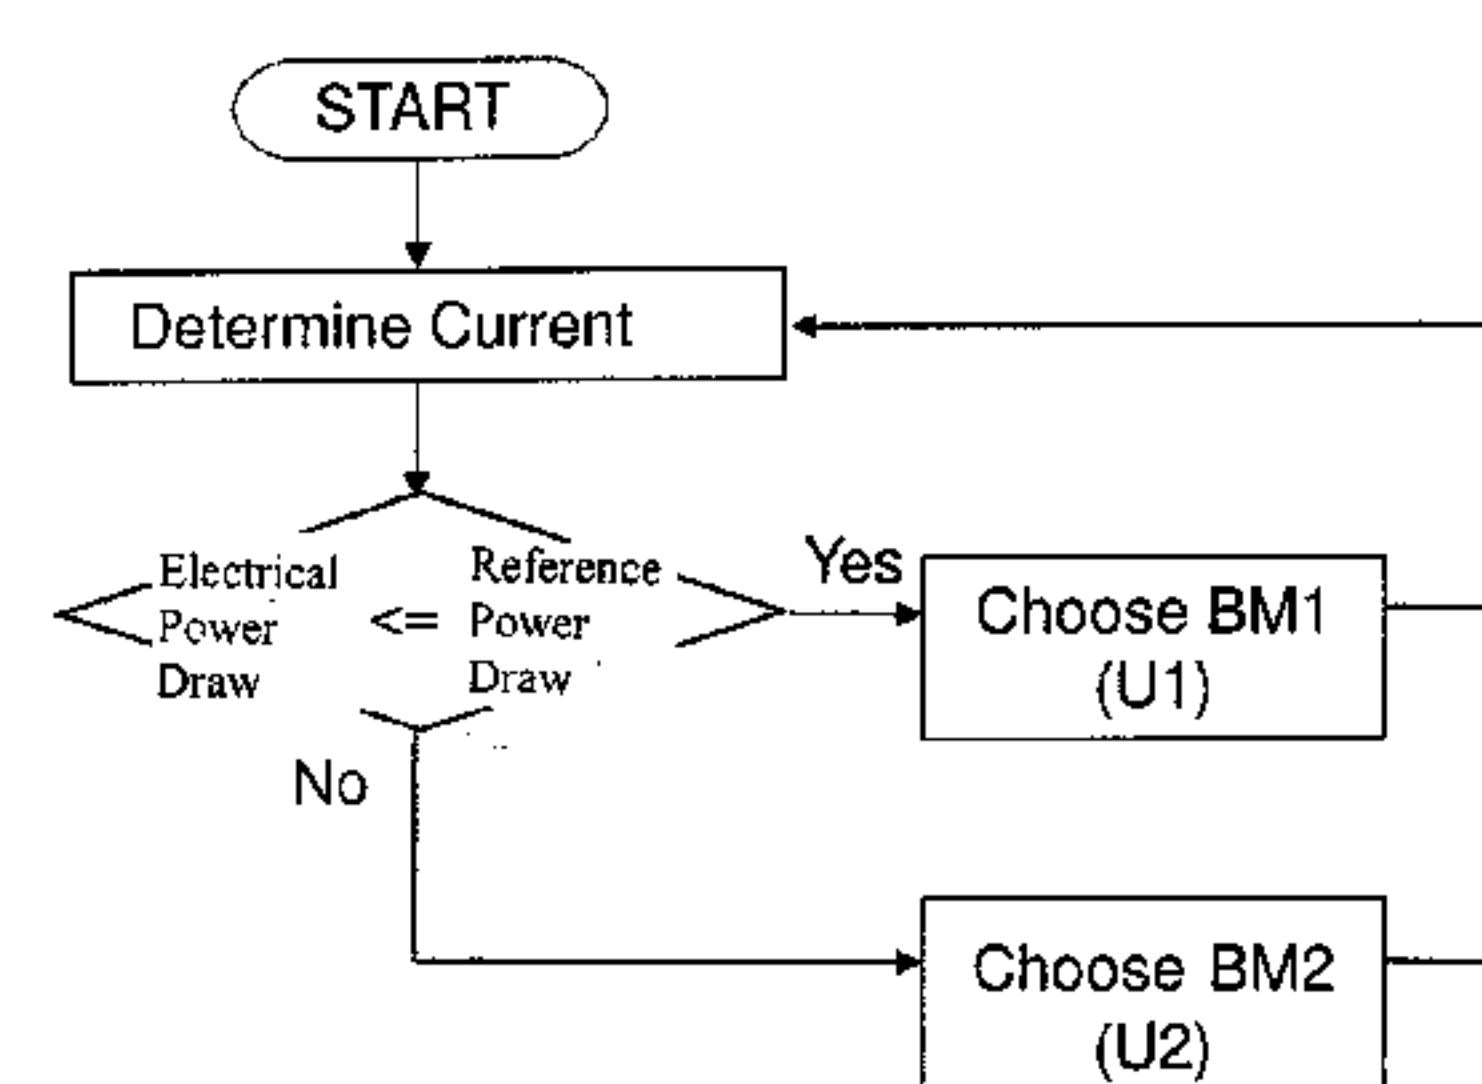 START
Determine Current
Electrical
Power
Draw
<=
Reference
Power
Draw
Yes
Choose BM1
(U1)
No
Choose BM2
(U2)